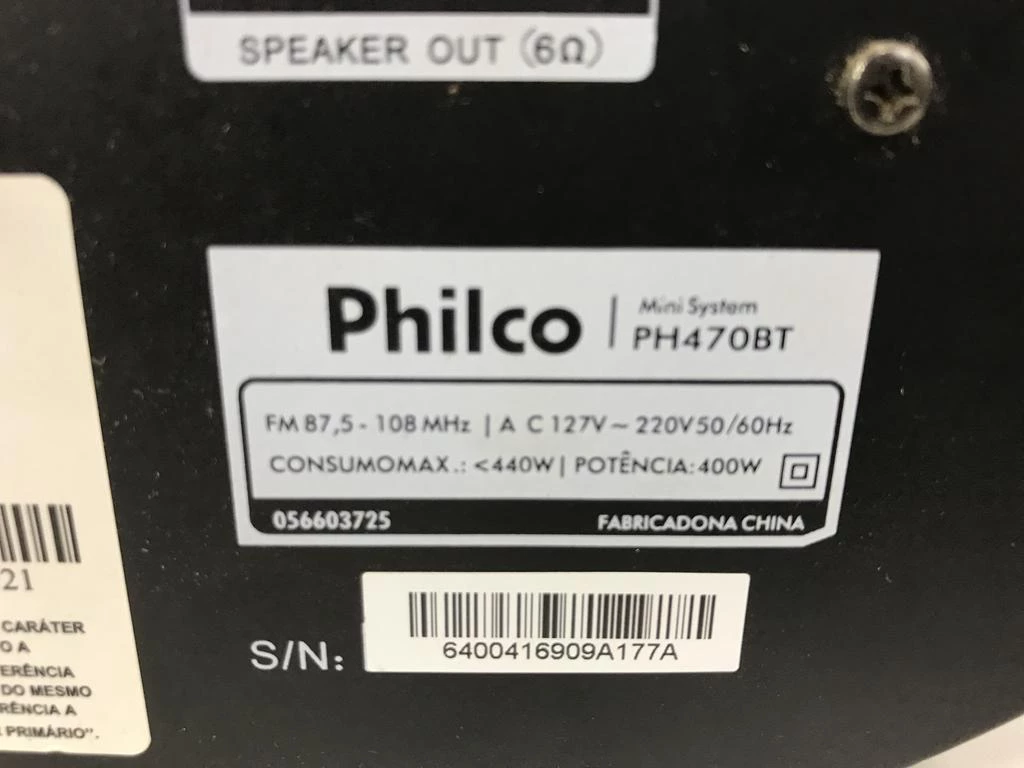 SPEAKER OUT (6Ω)
Philco | Mini System
PH470BT
FM 87,5 - 108 MHz | A C 127V ~ 220V50/60Hz
CONSUMOMAX.: <440W | POTÊNCIA:400W
056603725 FABRICADONA CHINA
S/N: 6400416909A177A
21
CARÁTER
O A
ERÊNCIA
DO MESMO
RÊNCIA A
PRIMÁRIO".